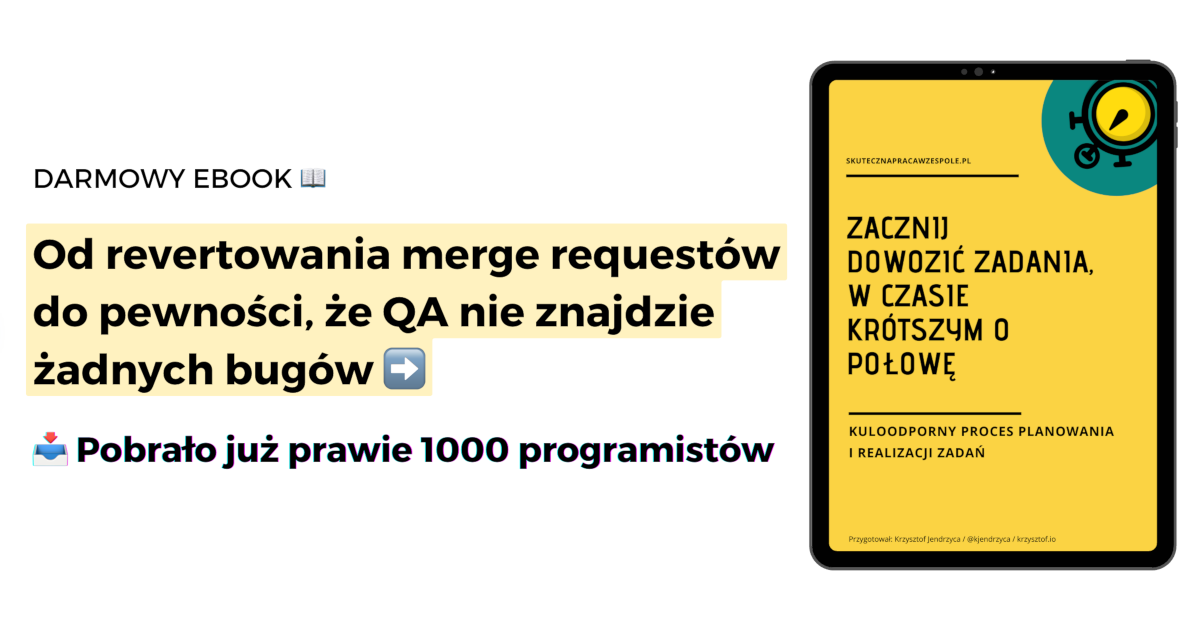 DARMOWY EBOOK 📖
Od revertowania merge requestów
do pewności, że QA nie znajdzie
żadnych bugów ➡️
📥 Pobrało już prawie 1000 programistów
SKUTECZNAPRACAWZESPOLE.PL
ZACZNIJ
DOWOZIĆ ZADANIA,
W CZASIE
KRÓTSZYM O
POŁOWĘ
KULOODPORNY PROCES PLANOWANIA
I REALIZACJI ZADAŃ
Przygotował: Krzysztof Jendrzyca / @kjendrzyca / krzysztof.io